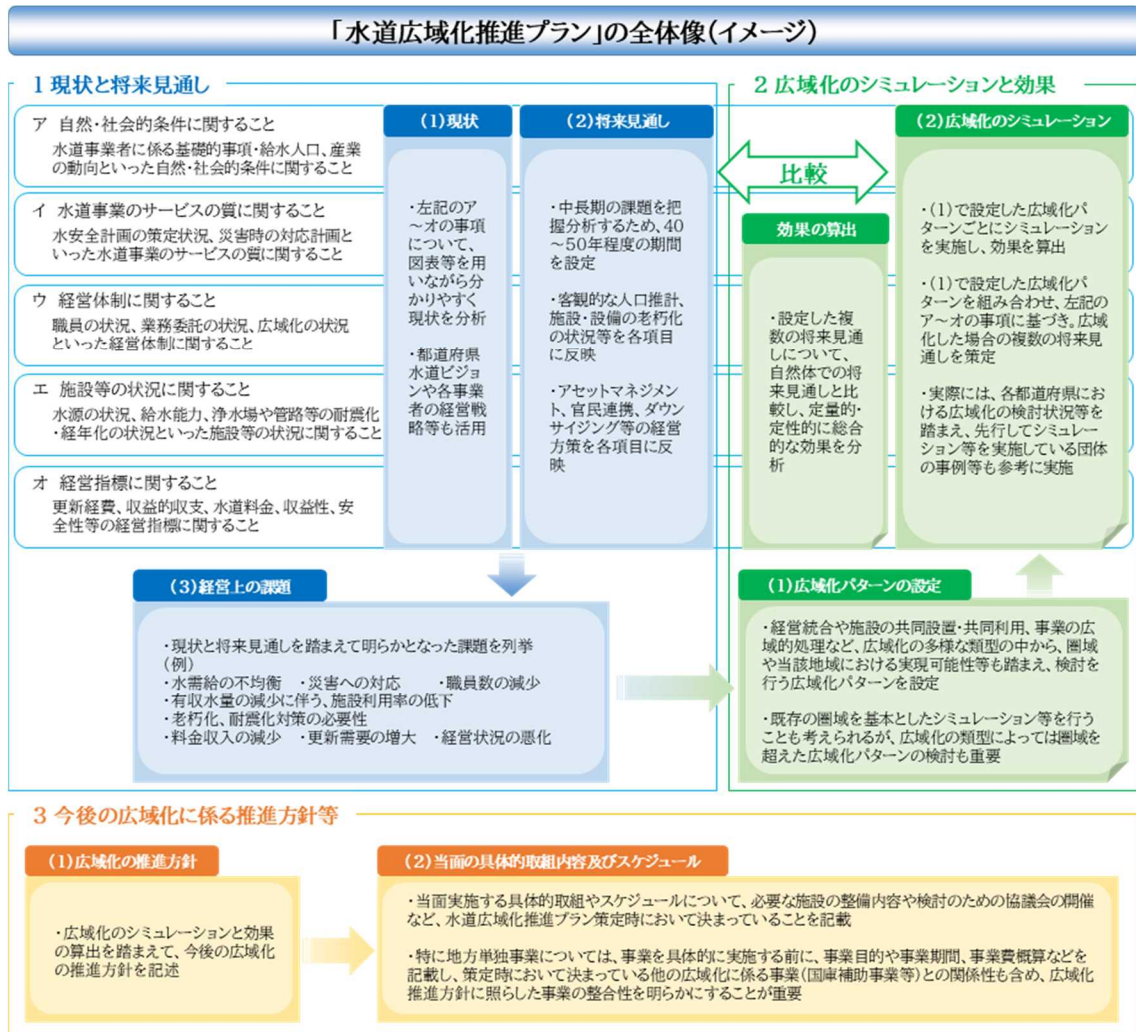 「水道広域化推進プラン」の全体像(イメージ)
1 現状と将来見通し
ア 自然・社会的条件に関すること
水道事業者に係る基礎的事項・給水人口、産業
の動向といった自然・社会的条件に関すること
イ 水道事業のサービスの質に関すること
水安全計画の策定状況、災害時の対応計画と
いった水道事業のサービスの質に関すること
ウ 経営体制に関すること
職員の状況、業務委託の状況、広域化の状況
といった経営体制に関すること
エ 施設等の状況に関すること
水源の状況、給水能力、浄水場や管路等の耐震化
・経年化の状況といった施設等の状況に関すること
オ 経営指標に関すること
更新経費、収益的収支、水道料金、収益性、安
全性等の経営指標に関すること
(1)現状
・左記のア
~オの事項
について、
図表等を用
いながら分
かりやすく
現状を分析
・都道府県
水道ビジョ
ンや各事業
者の経営戦
略等も活用
(2)将来見通し
・中長期の課題を把
握分析するため、40
~50年程度の期間
を設定
・客観的な人口推計、
施設・設備の老朽化
の状況等を各項目
に反映
・アセットマネジメン
ト、官民連携、ダウン
サイジング等の経営
方策を各項目に反
映
(3)経営上の課題
・現状と将来見通しを踏まえて明らかとなった課題を列挙
(例)
・水需給の不均衡 ・災害への対応 ・職員数の減少
・有収水量の減少に伴う、施設利用率の低下
・老朽化、耐震化対策の必要性
・料金収入の減少 ・更新需要の増大 ・経営状況の悪化
2 広域化のシミュレーションと効果
比較
効果の算出
・設定した複
数の将来見通
しについて、
自然体での将
来見通しと比
較し、定量的・
定性的に総合
的な効果を分
析
(2)広域化のシミュレーション
・(1)で設定した広域化パ
ターンごとにシミュレーション
を実施し、効果を算出
・(1)で設定した広域化パ
ターンを組み合わせ、左記の
ア~オの事項に基づき。広域
化した場合の複数の将来見
通しを策定
・実際には、各都道府県にお
ける広域化の検討状況等を
踏まえ、先行してシミュレー
ション等を実施している団体
の事例等も参考に実施
(1)広域化パターンの設定
・経営統合や施設の共同設置・共同利用、事業の広
域的処理など、広域化の多様な類型の中から、圏域
や当該地域における実現可能性等も踏まえ、検討を
行う広域化パターンを設定
・既存の圏域を基本としたシミュレーション等を行う
ことも考えられるが、広域化の類型によっては圏域を
超えた広域化パターンの検討も重要
3 今後の広域化に係る推進方針等
(1)広域化の推進方針
・広域化のシミュレーションと効果
の算出を踏まえて、今後の広域化
の推進方針を記述
(2)当面の具体的取組内容及びスケジュール
・当面実施する具体的取組やスケジュールについて、必要な施設の整備内容や検討のための協議会の開催
など、水道広域化推進プラン策定時において決まっていることを記載
・特に地方単独事業については、事業を具体的に実施する前に、事業目的や事業期間、事業費概算などを
記載し、策定時において決まっている他の広域化に係る事業(国庫補助事業等)との関係性も含め、広域化
推進方針に照らした事業の整合性を明らかにすることが重要